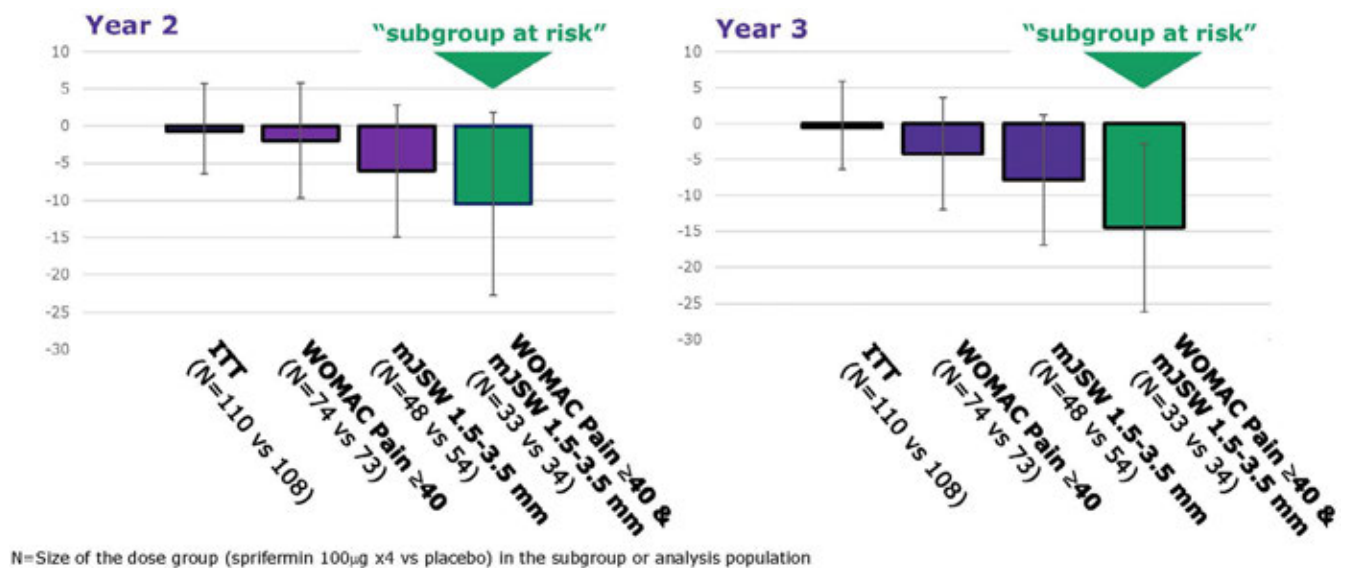 Year 2
“subgroup at risk”
10
5
0
-5
-10
-15
-20
-25
-30
ITT
(N=110 vs 108)
WOMAC Pain ≥40
(N=74 vs 73)
mJSW 1.5-3.5 mm
(N=48 vs 54)
WOMAC Pain ≥40 &
mJSW 1.5-3.5 mm
(N=33 vs 34)
Year 3
“subgroup at risk”
10
5
0
-5
-10
-15
-20
-25
-30
ITT
(N=110 vs 108)
WOMAC Pain ≥40
(N=74 vs 73)
mJSW 1.5-3.5 mm
(N=48 vs 54)
WOMAC Pain ≥40 &
mJSW 1.5-3.5 mm
(N=33 vs 34)
N=Size of the dose group (sprifermin 100µg x4 vs placebo) in the subgroup or analysis population